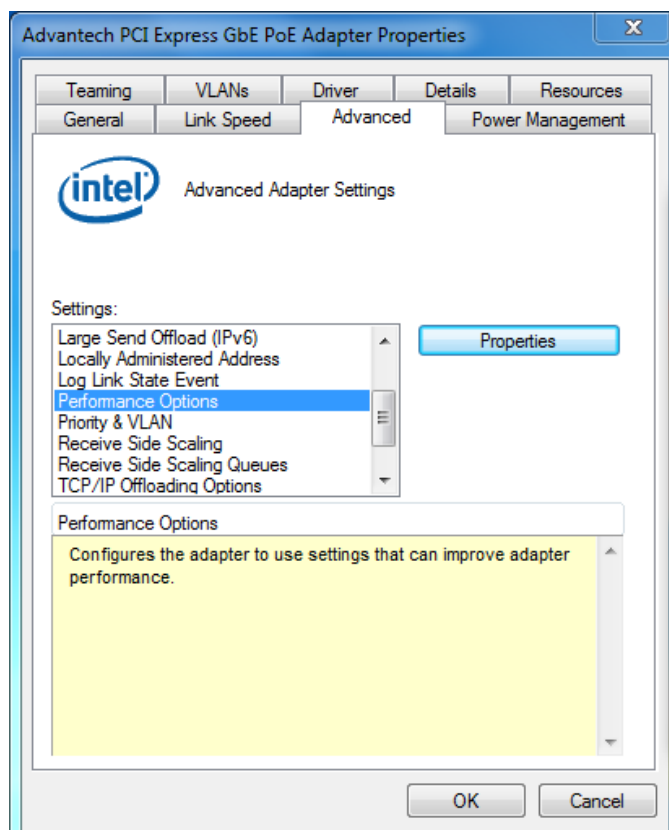 Advantech PCI Express GbE PoE Adapter Properties
X
Teaming VLANs Driver Details Resources
General Link Speed Advanced Power Management
intel
Advanced Adapter Settings
Settings:
Large Send Offload (IPv6)
Locally Administered Address
Log Link State Event
Performance Options
Priority & VLAN
Receive Side Scaling
Receive Side Scaling Queues
TCP/IP Offloading Options
Properties
Performance Options
Configures the adapter to use settings that can improve adapter
performance.
OK Cancel